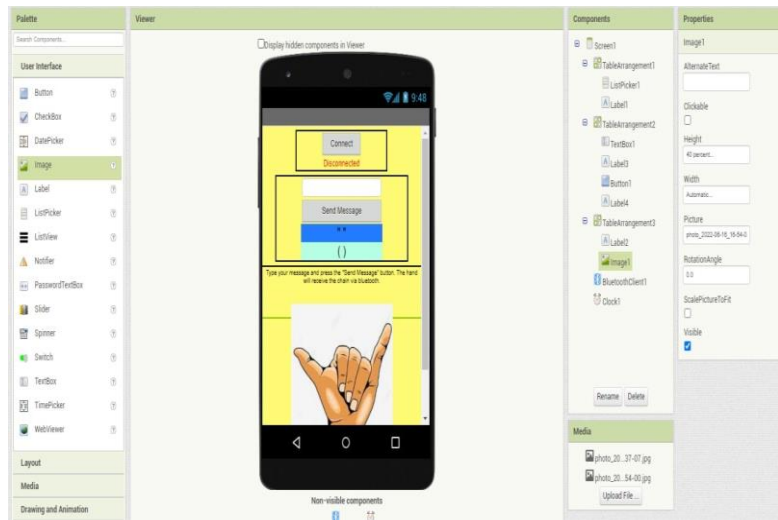 Palette
Search Components...
User Interface
Button
CheckBox
DatePicker
Image
Label
ListPicker
ListView
Notifier
PasswordTextBox
Slider
Spinner
Switch
TextBox
TimePicker
WebViewer
Layout
Media
Drawing and Animation
Viewer
Display hidden components in Viewer
9:48
Connect
Disconnected
Send Message
" "
( )
Type your message and press the "Send Message" button. The hand
will receive the chain via bluetooth.
Non-visible components
Components
Screen1
TableArrangement1
ListPicker1
Label1
TableArrangement2
TextBox1
Label3
Button1
Label4
TableArrangement3
Label2
Image1
BluetoothClient1
Clock1
Rename Delete
Media
photo_20...37-07.jpg
photo_20...54-00.jpg
Upload File ...
Properties
Image1
AlternateText
Clickable
Height
40 percent...
Width
Automatic...
Picture
photo_2022-08-16_16-54-0
RotationAngle
0.0
ScalePictureToFit
Visible